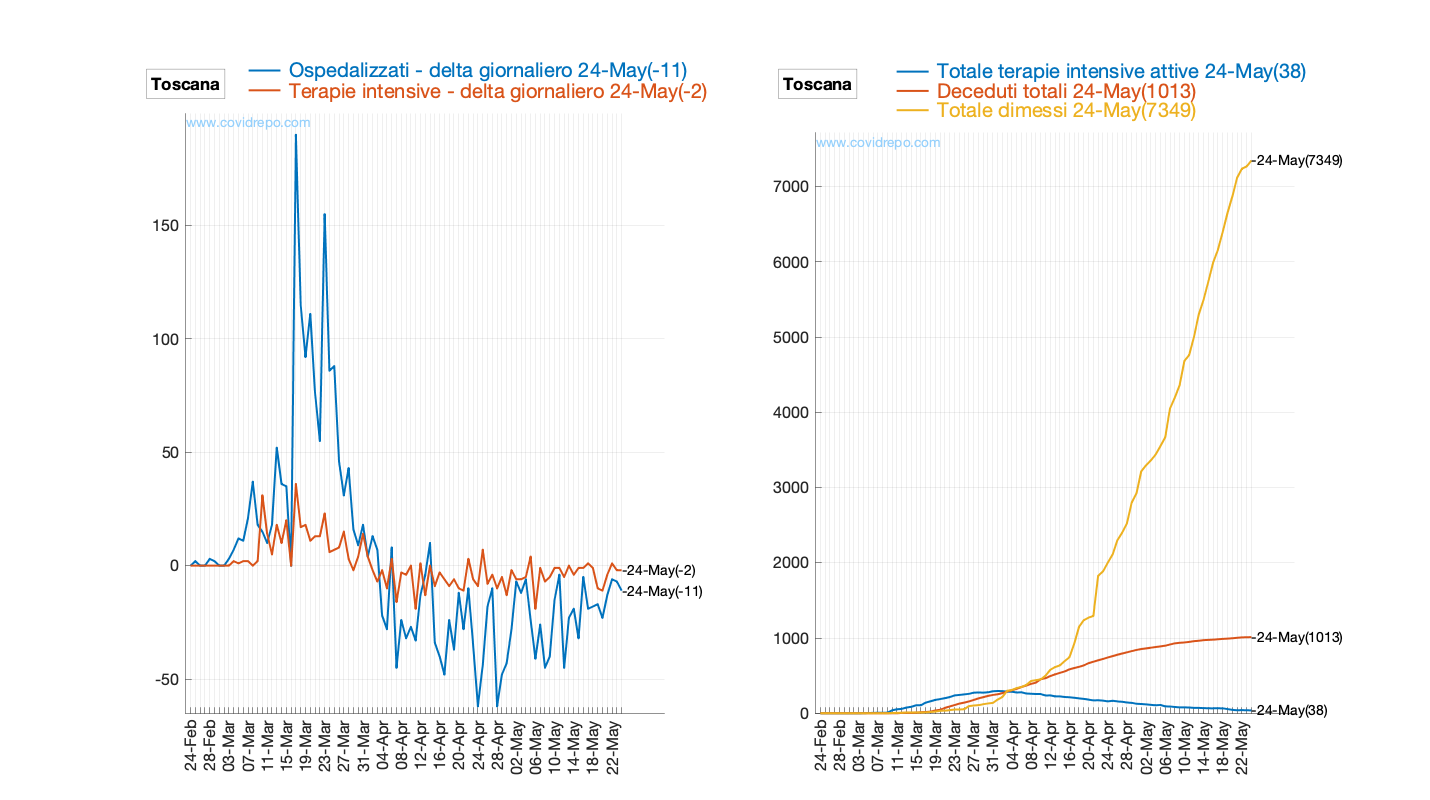 Toscana
Ospedalizzati - delta giornaliero 24-May(-11)
Terapie intensive - delta giornaliero 24-May(-2)
www.covidrepo.com
150
100
50
0
-50
-24-May(-2)
-24-May(-11)
24-Feb
28-Feb
03-Mar
07-Mar
11-Mar
15-Mar
19-Mar
23-Mar
27-Mar
31-Mar
04-Apr
08-Apr
12-Apr
16-Apr
20-Apr
24-Apr
28-Apr
02-May
06-May
10-May
14-May
18-May
22-May
Toscana
Totale terapie intensive attive 24-May(38)
Deceduti totali 24-May(1013)
Totale dimessi 24-May(7349)
www.covidrepo.com
7000
6000
5000
4000
3000
2000
1000
0
-24-May(7349)
-24-May(1013)
-24-May(38)
24-Feb
28-Feb
03-Mar
07-Mar
11-Mar
15-Mar
19-Mar
23-Mar
27-Mar
31-Mar
04-Apr
08-Apr
12-Apr
16-Apr
20-Apr
24-Apr
28-Apr
02-May
06-May
10-May
14-May
18-May
22-May